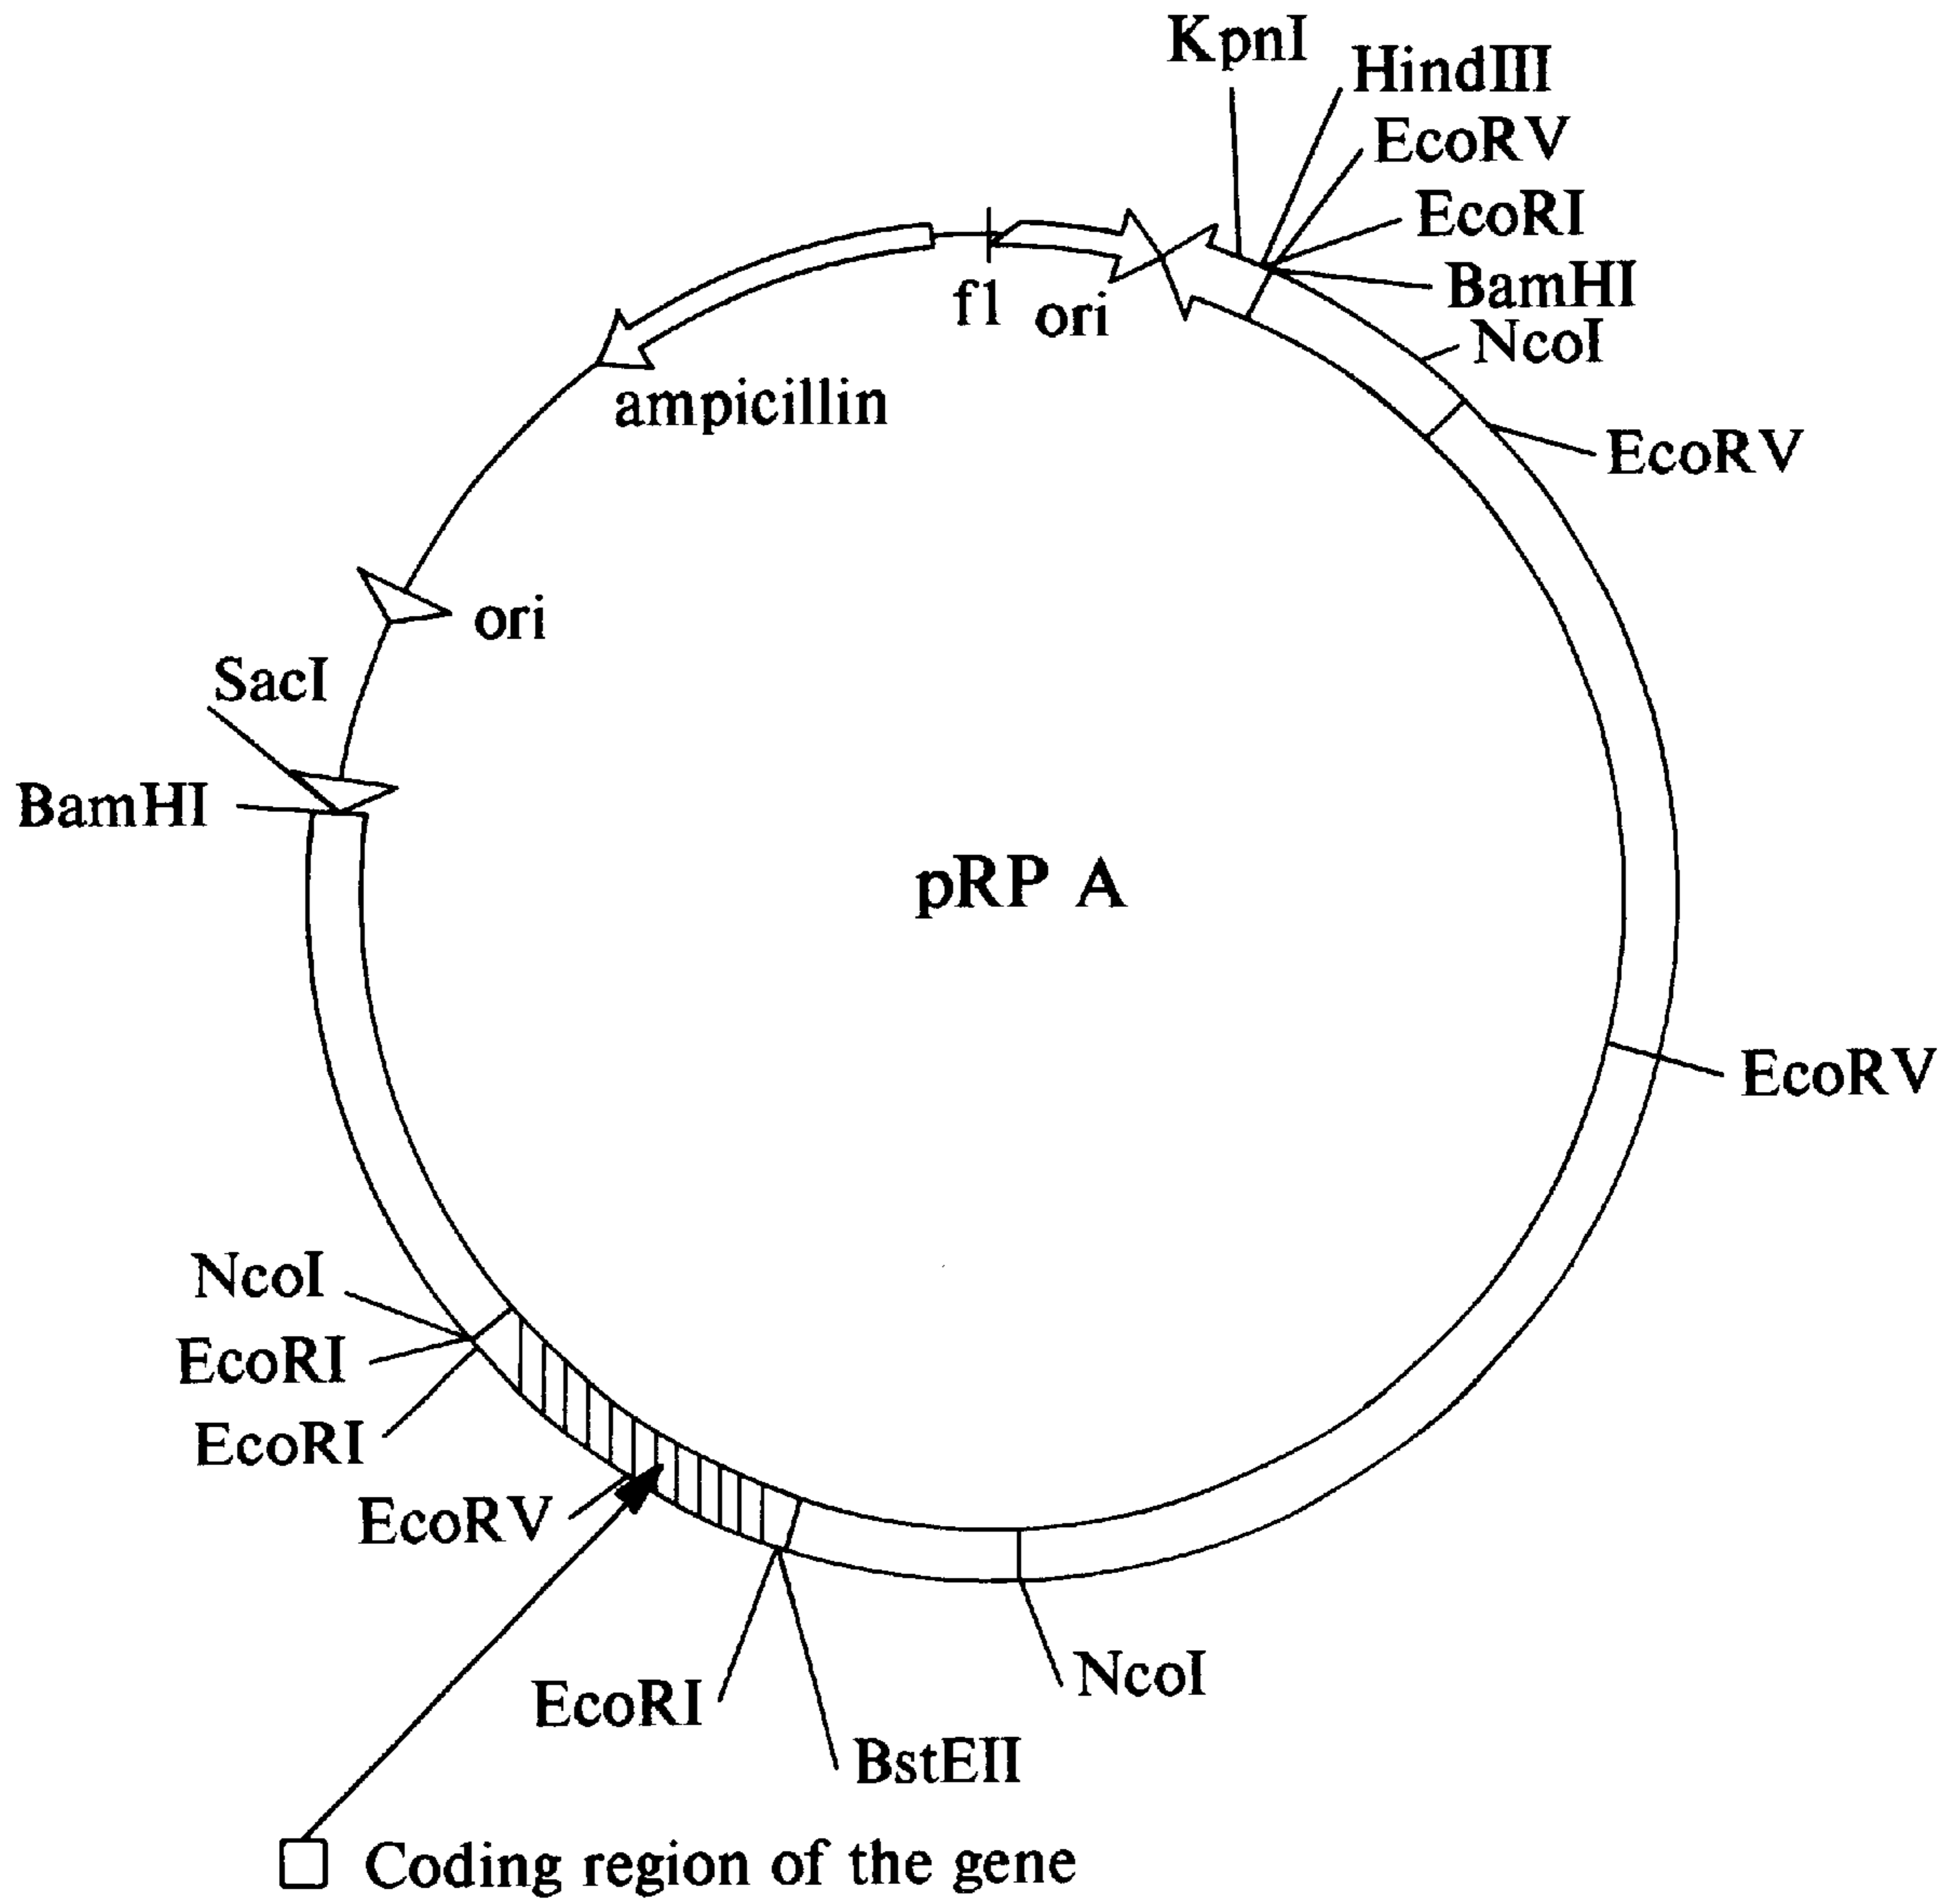 KpnI
HindIII
EcoRV
EcoRI
BamHI
NcoI
EcoRV
f1 ori
ampicillin
ori
SacI
BamHI
pRP A
EcoRV
NcoI
EcoRI
EcoRI
EcoRV
EcoRI
NcoI
BstEII
Coding region of the gene